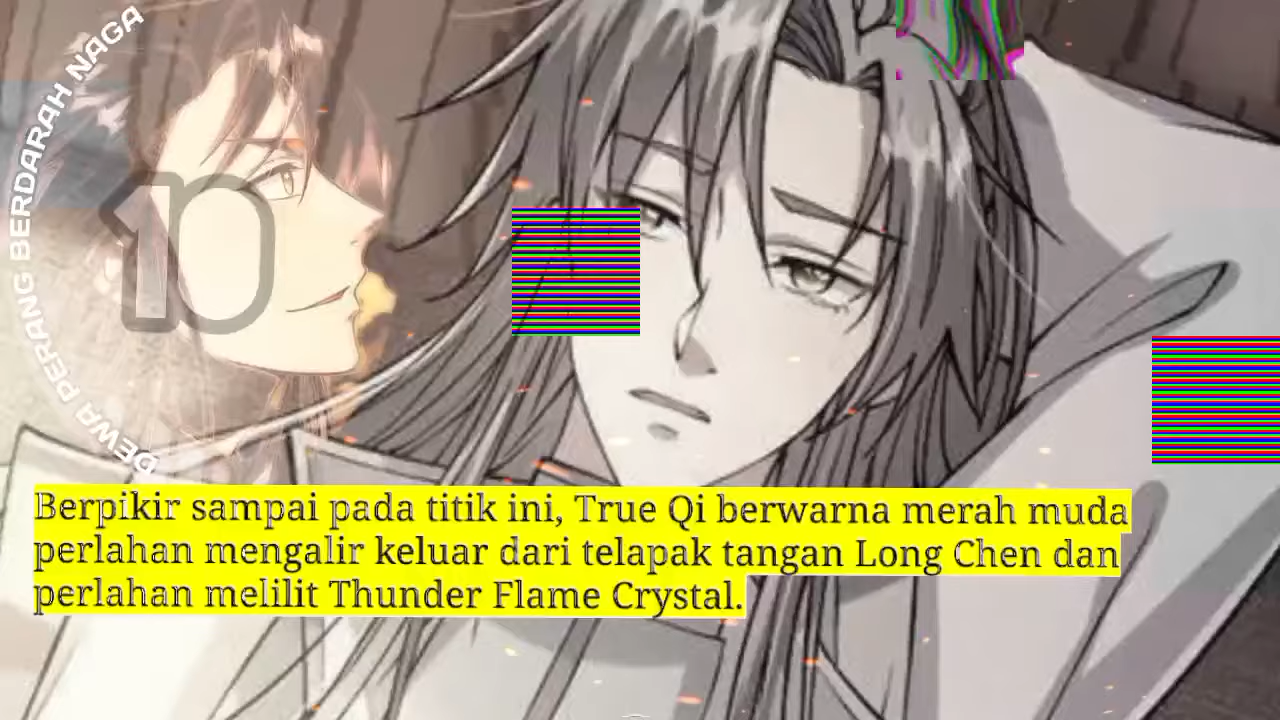 DEWA PERANG BERDARAH NAGA
10
Berpikir sampai pada titik ini, True Qi berwarna merah muda
perlahan mengalir keluar dari telapak tangan Long Chen dan
perlahan melilit Thunder Flame Crystal.